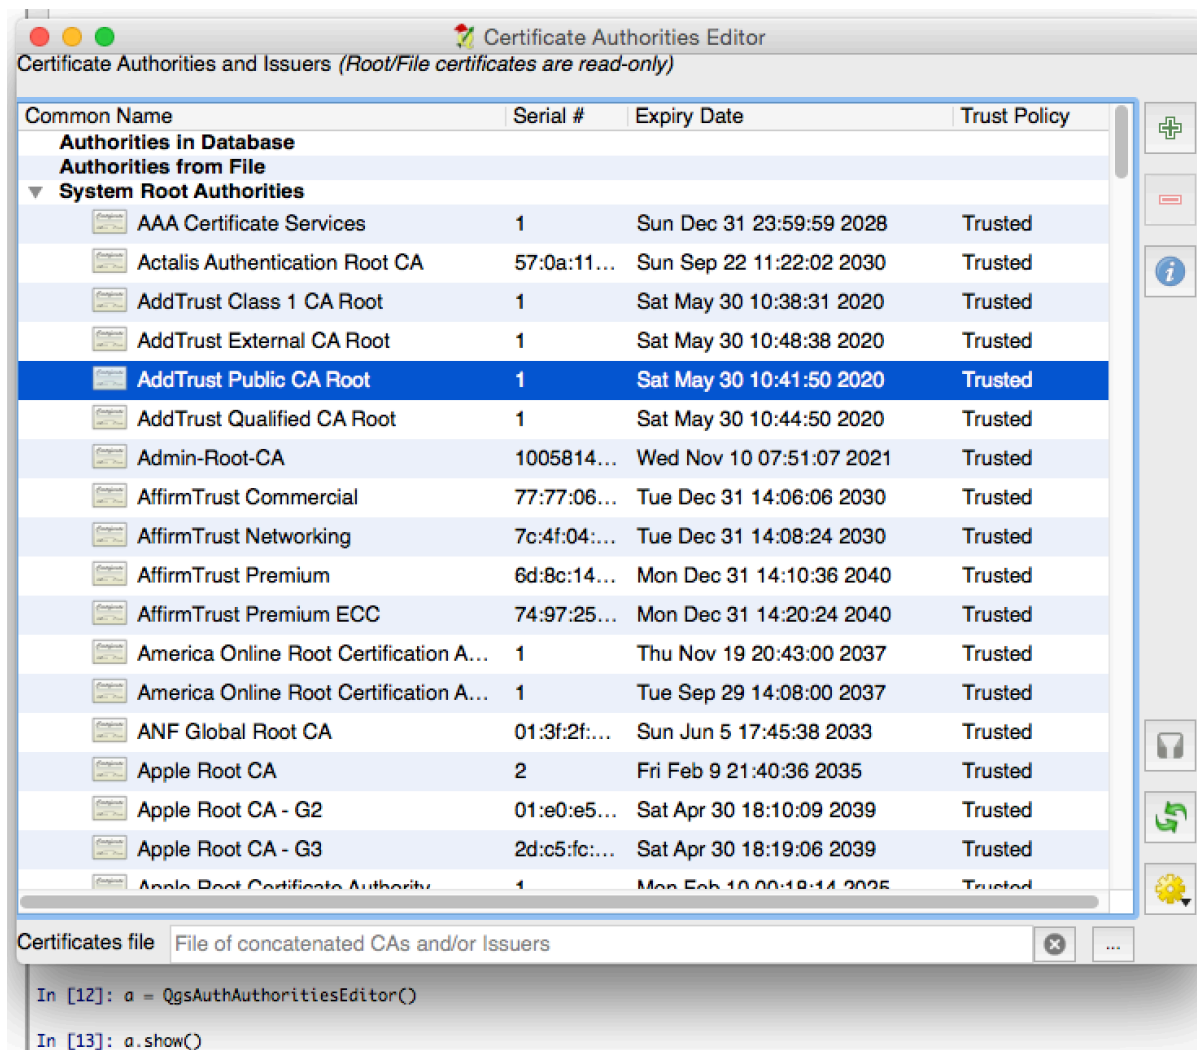 Certificate Authorities Editor
Certificate Authorities and Issuers (Root/File certificates are read-only)
Common Name Serial # Expiry Date Trust Policy
Authorities in Database
Authorities from File
System Root Authorities
AAA Certificate Services 1 Sun Dec 31 23:59:59 2028 Trusted
Actalis Authentication Root CA 57:0a:11... Sun Sep 22 11:22:02 2030 Trusted
AddTrust Class 1 CA Root 1 Sat May 30 10:38:31 2020 Trusted
AddTrust External CA Root 1 Sat May 30 10:48:38 2020 Trusted
AddTrust Public CA Root 1 Sat May 30 10:41:50 2020 Trusted
AddTrust Qualified CA Root 1 Sat May 30 10:44:50 2020 Trusted
Admin-Root-CA 1005814... Wed Nov 10 07:51:07 2021 Trusted
AffirmTrust Commercial 77:77:06... Tue Dec 31 14:06:06 2030 Trusted
AffirmTrust Networking 7c:4f:04:... Tue Dec 31 14:08:24 2030 Trusted
AffirmTrust Premium 6d:8c:14... Mon Dec 31 14:10:36 2040 Trusted
AffirmTrust Premium ECC 74:97:25... Mon Dec 31 14:20:24 2040 Trusted
America Online Root Certification A... 1 Thu Nov 19 20:43:00 2037 Trusted
America Online Root Certification A... 1 Tue Sep 29 14:08:00 2037 Trusted
ANF Global Root CA 01:3f:2f:... Sun Jun 5 17:45:38 2033 Trusted
Apple Root CA 2 Fri Feb 9 21:40:36 2035 Trusted
Apple Root CA - G2 01:e0:e5... Sat Apr 30 18:10:09 2039 Trusted
Apple Root CA - G3 2d:c5:fc:... Sat Apr 30 18:19:06 2039 Trusted
Apple Root Certificate Authority 1 Mon Feb 10 00:18:14 2025 Trusted
Certificates file File of concatenated CAs and/or Issuers ...
In [12]: a = QgsAuthAuthoritiesEditor()
In [13]: a.show()